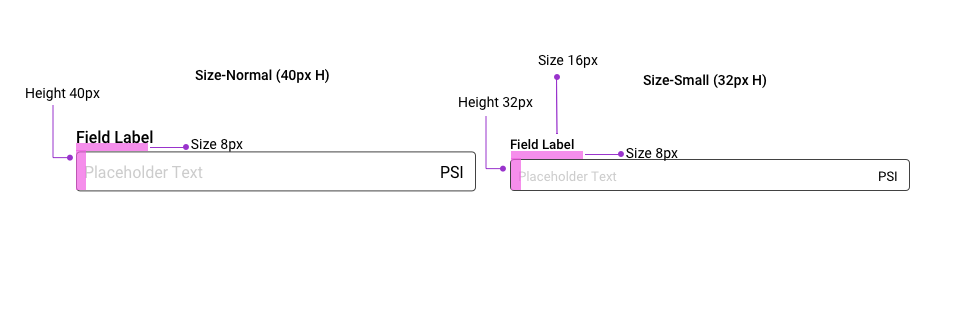 Size-Normal (40px H)
Height 40px
Field Label
Size 8px
Placeholder Text
PSI
Size 16px
Size-Small (32px H)
Height 32px
Field Label
Size 8px
Placeholder Text
PSI